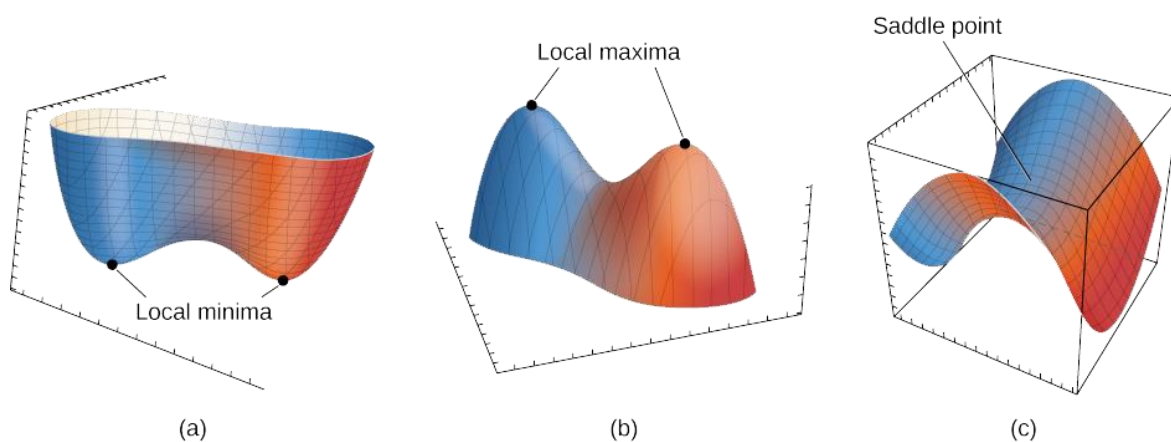 Local minima
(a)
Local maxima
(b)
Saddle point
(c)